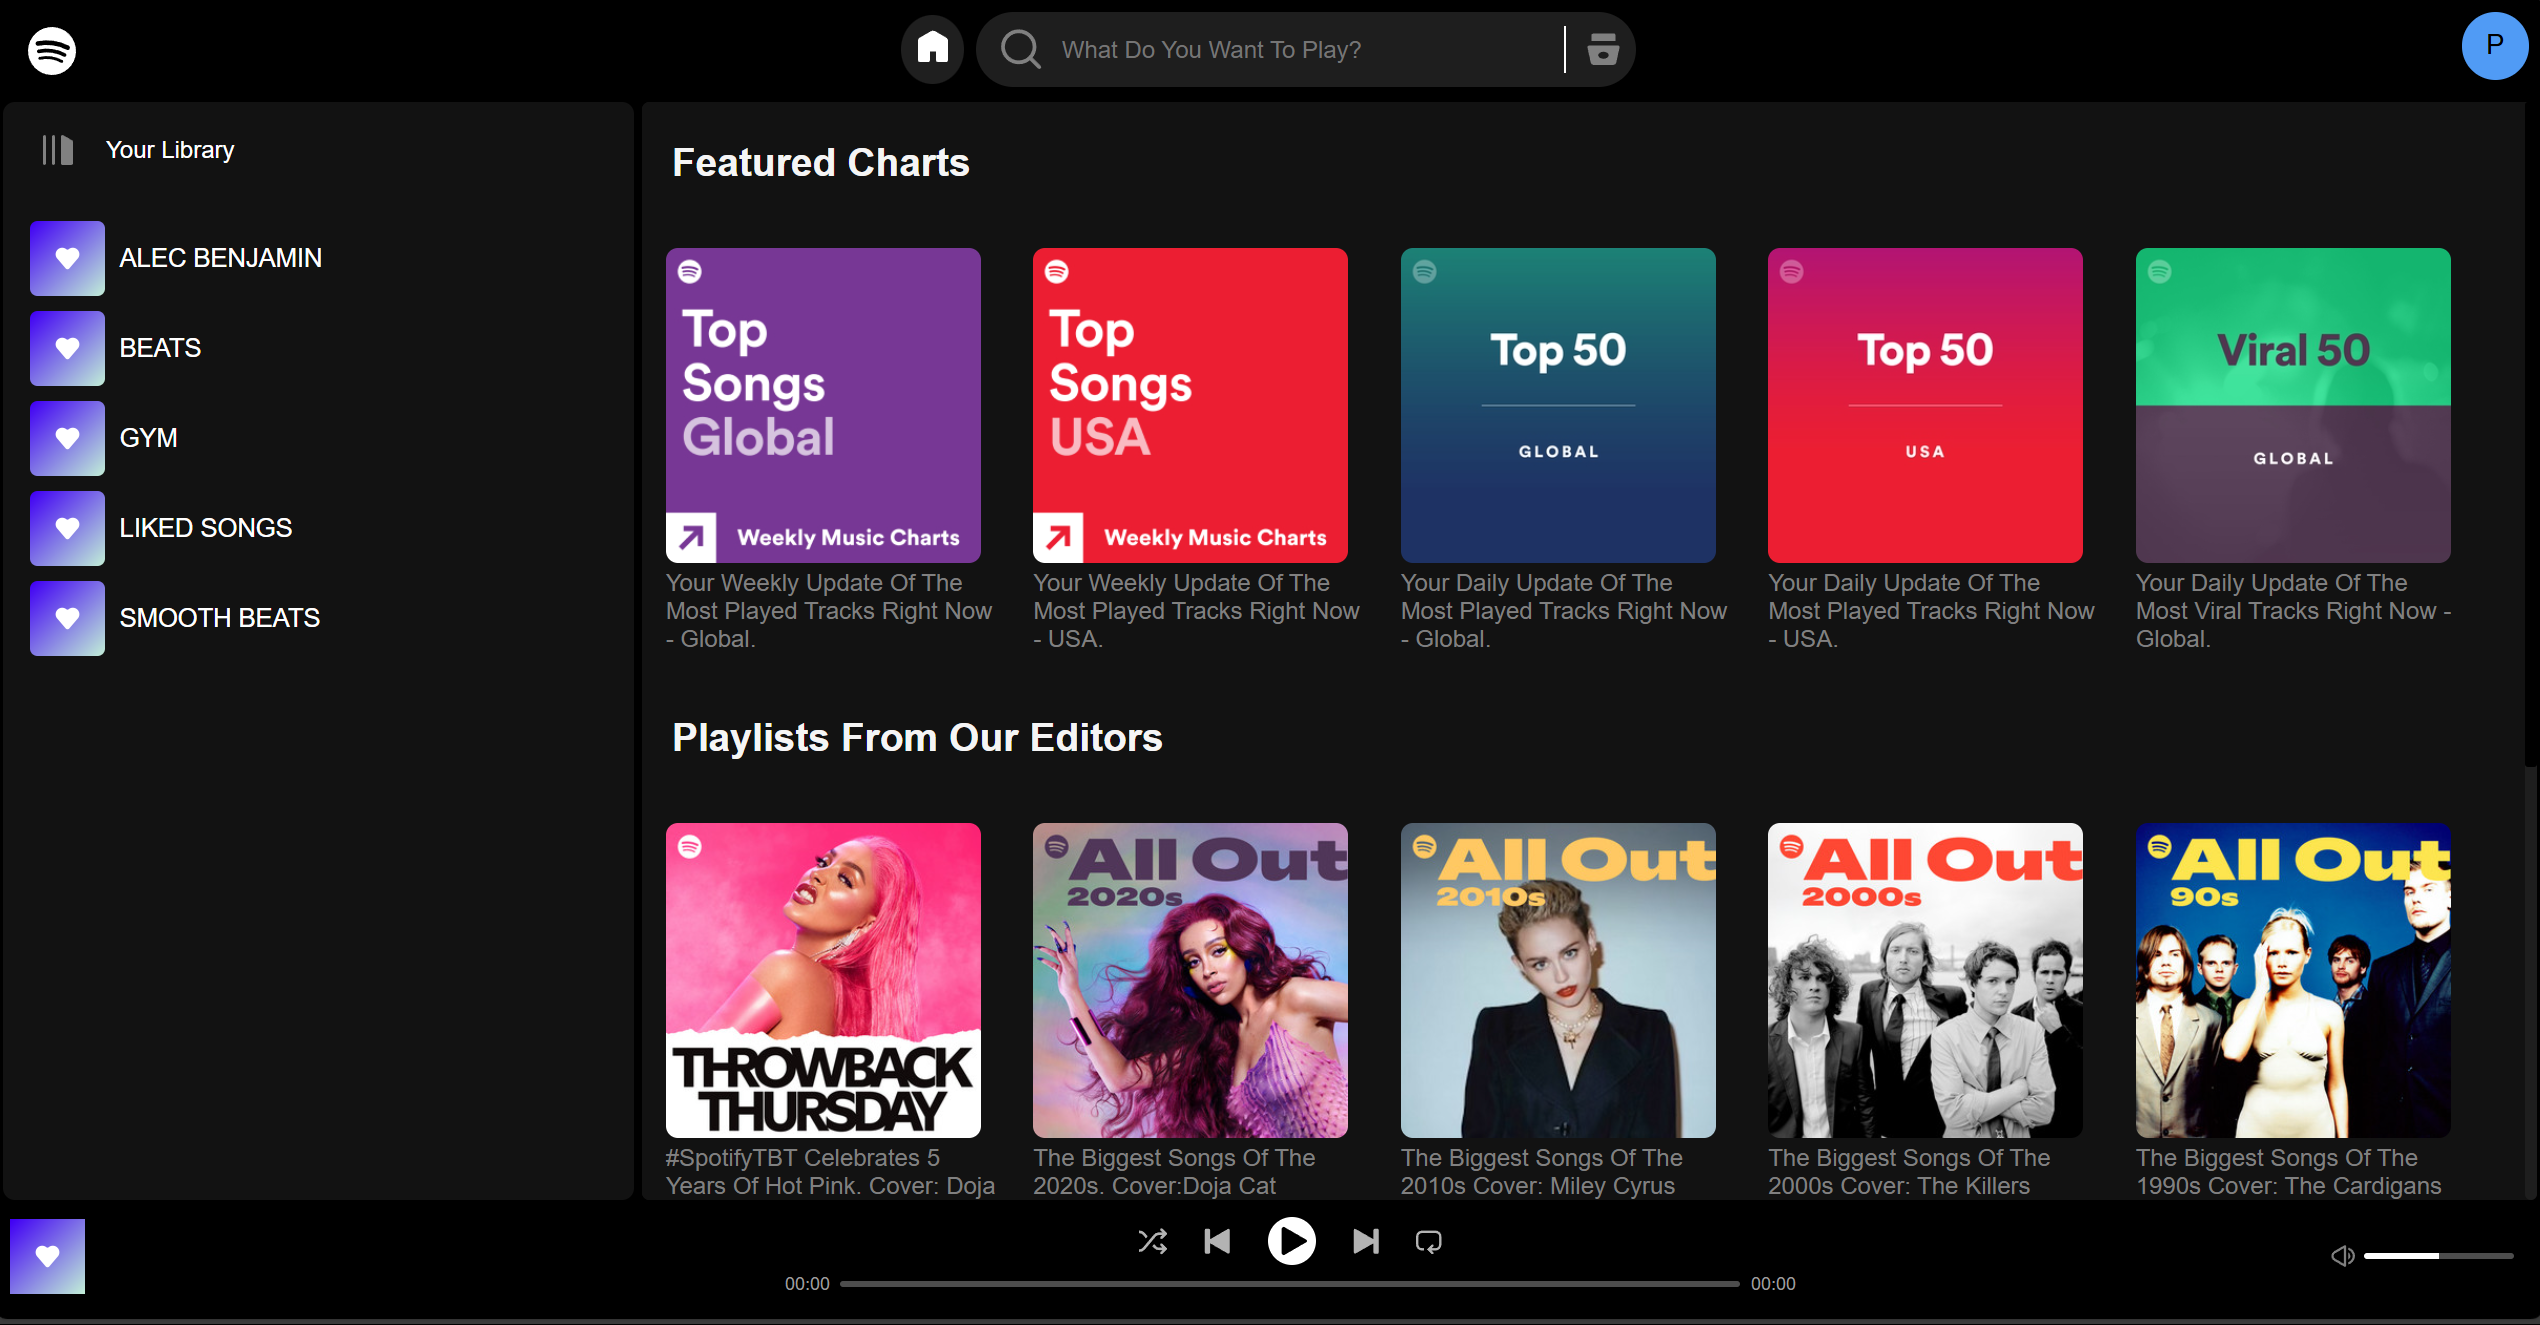 What Do You Want To Play?
P
Your Library
ALEC BENJAMIN
BEATS
GYM
LIKED SONGS
SMOOTH BEATS
Featured Charts
Top
Songs
Global
Weekly Music Charts
Your Weekly Update Of The
Most Played Tracks Right Now
- Global.
Top
Songs
USA
Weekly Music Charts
Your Weekly Update Of The
Most Played Tracks Right Now
- USA.
Top 50
GLOBAL
Your Daily Update Of The
Most Played Tracks Right Now
- Global.
Top 50
USA
Your Daily Update Of The
Most Played Tracks Right Now
- USA.
Viral 50
GLOBAL
Your Daily Update Of The
Most Viral Tracks Right Now -
Global.
Playlists From Our Editors
THROWBACK
THURSDAY
#SpotifyTBT Celebrates 5
Years Of Hot Pink. Cover: Doja
All Out
2020s
The Biggest Songs Of The
2020s. Cover:Doja Cat
All Out
2010s
The Biggest Songs Of The
2010s Cover: Miley Cyrus
All Out
2000s
The Biggest Songs Of The
2000s Cover: The Killers
All Out
90s
The Biggest Songs Of The
1990s Cover: The Cardigans
00:00
00:00